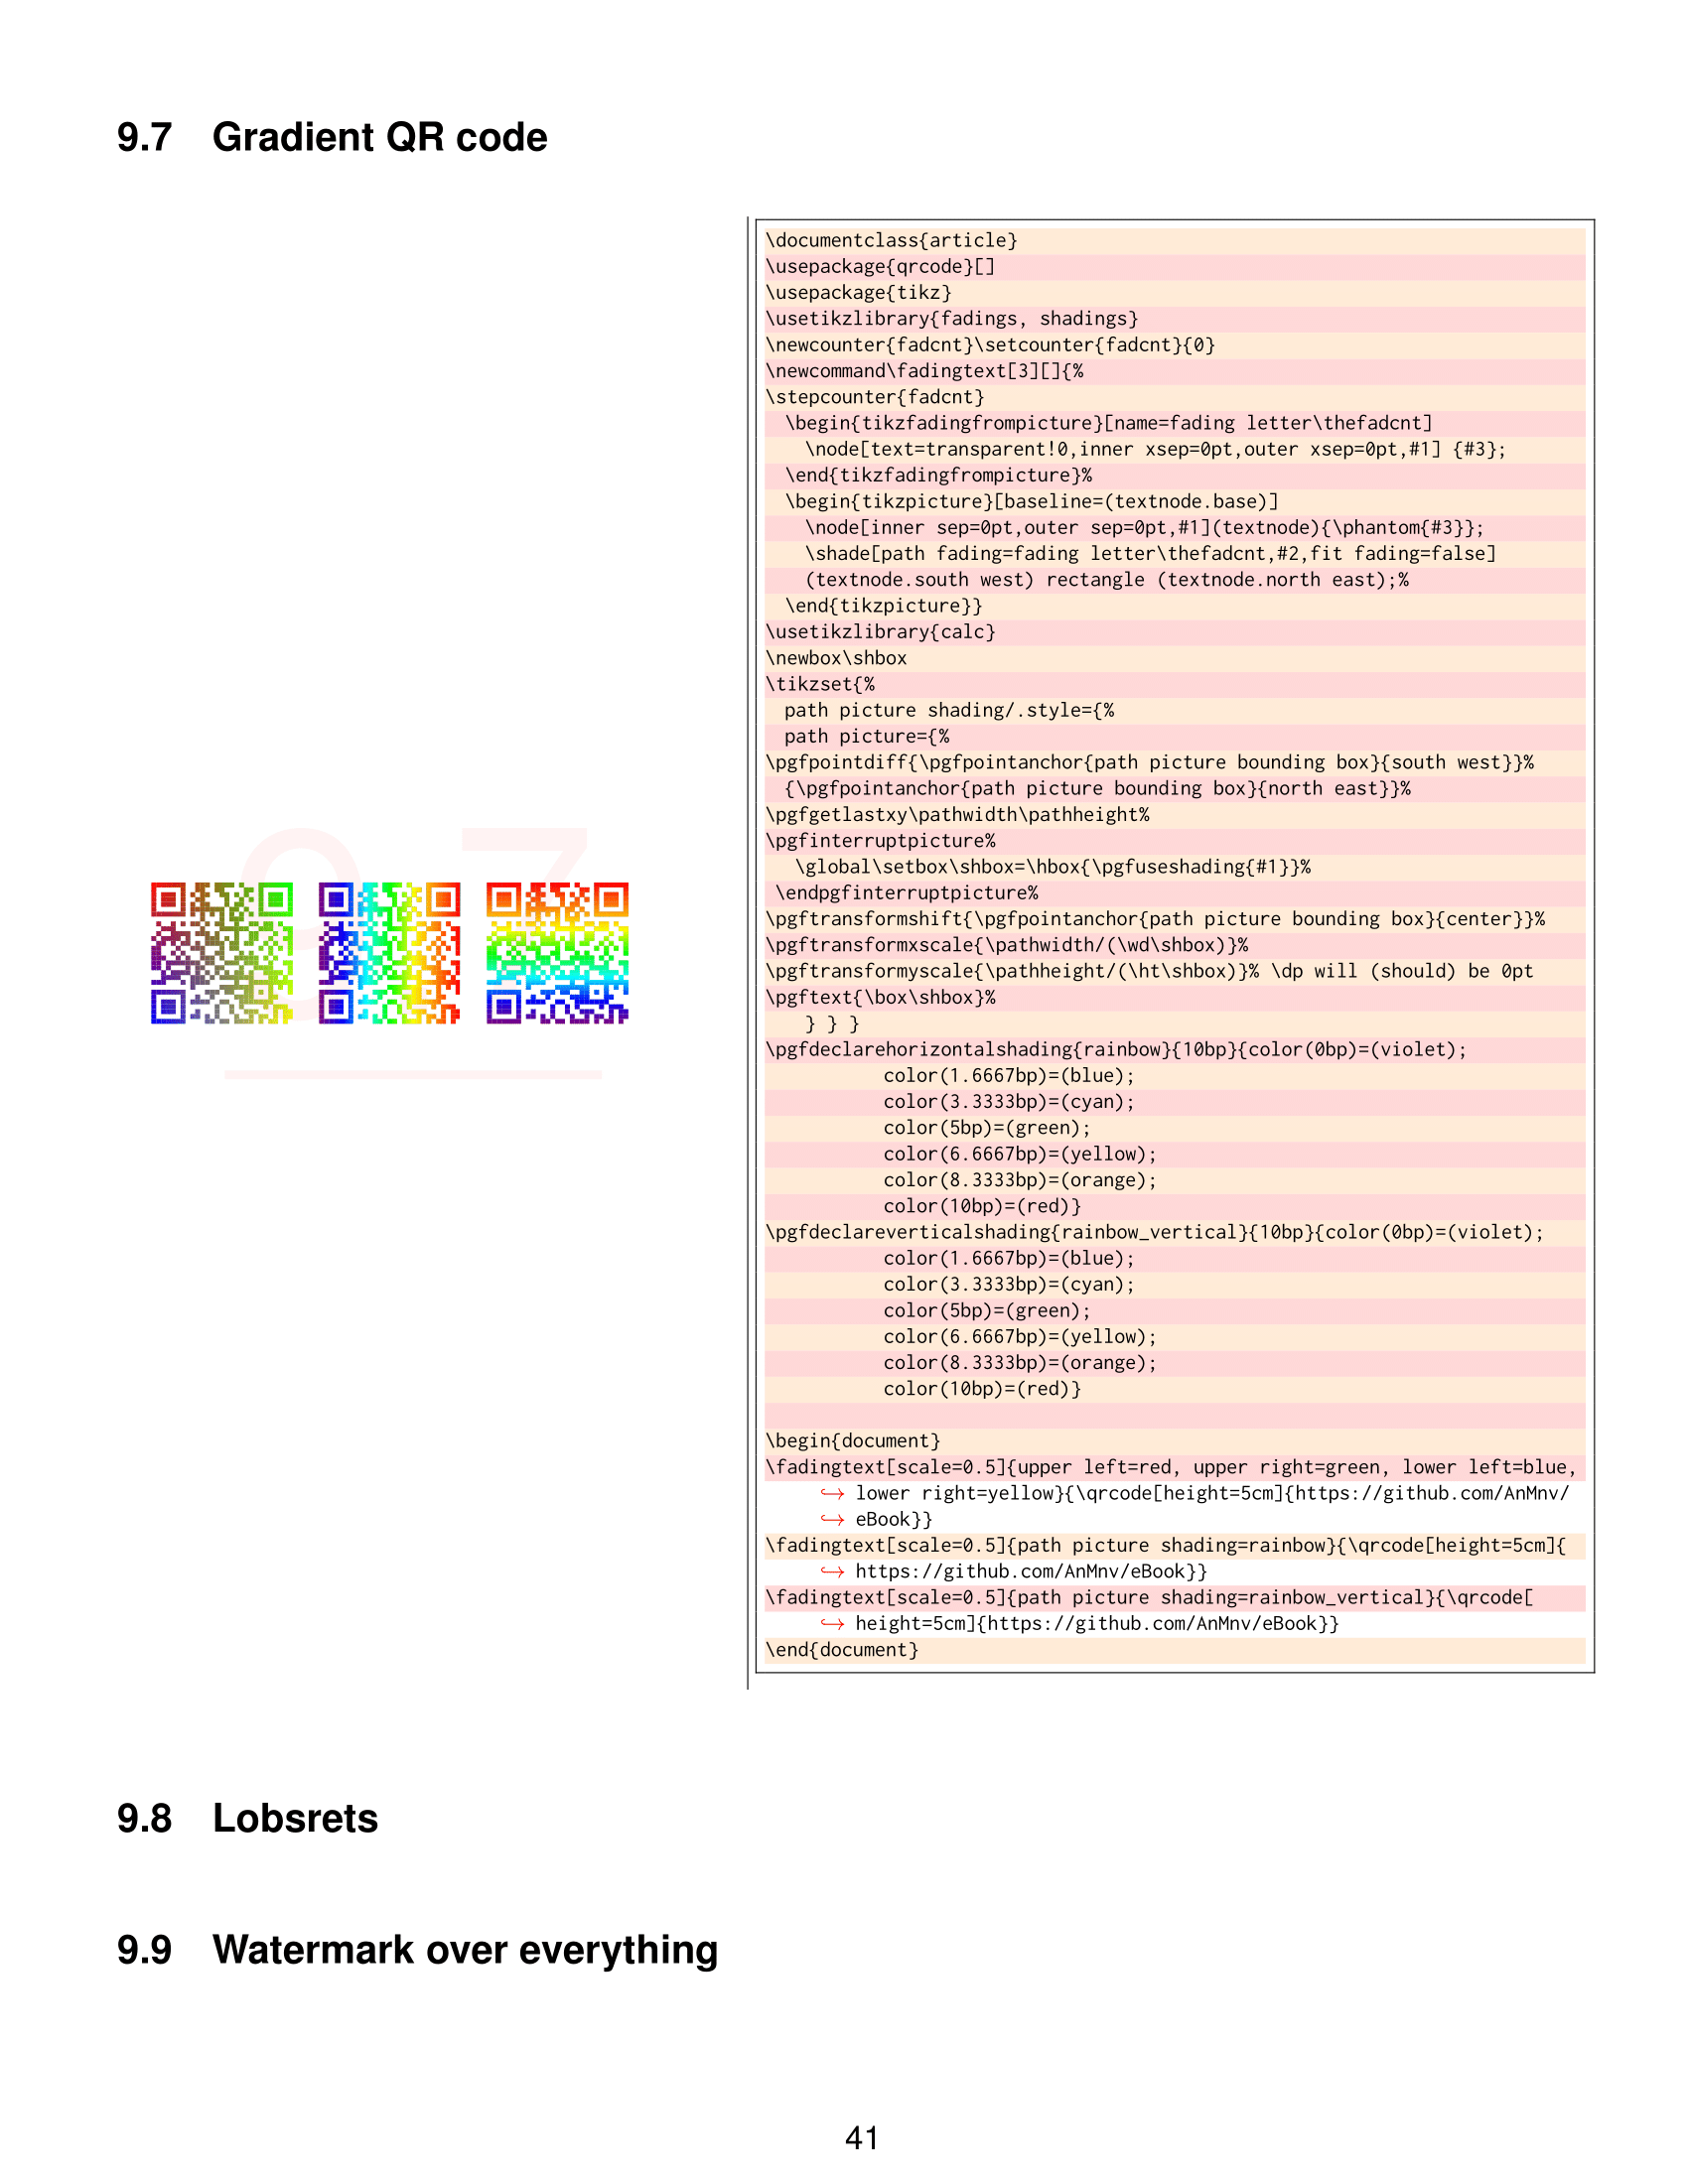 9.7 Gradient QR code
9.7
\documentclass{article}
\usepackage{qrcode}[]
\usepackage{tikz}
\usetikzlibrary{fadings, shadings}
\newcounter{fadcnt}\setcounter{fadcnt}{0}
\newcommand\fadingtext[3][]{%
\stepcounter{fadcnt}
  \begin{tikzfadingfrompicture}[name=fading letter\thefadcnt]
    \node[text=transparent!0,inner xsep=0pt,outer xsep=0pt,#1] {#3};
  \end{tikzfadingfrompicture}%
  \begin{tikzpicture}[baseline=(textnode.base)]
    \node[inner sep=0pt,outer sep=0pt,#1](textnode){\phantom{#3}};
    \shade[path fading=fading letter\thefadcnt,#2,fit fading=false]
    (textnode.south west) rectangle (textnode.north east);%
  \end{tikzpicture}}
\usetikzlibrary{calc}
\newbox\shbox
\tikzset{%
  path picture shading/.style={%
  path picture={%
\pgfpointdiff{\pgfpointanchor{path picture bounding box}{south west}}%
  {\pgfpointanchor{path picture bounding box}{north east}}%
\pgfgetlastxy\pathwidth\pathheight%
\pgfinterruptpicture%
   \global\setbox\shbox=\hbox{\pgfuseshading{#1}}%
 \endpgfinterruptpicture%
\pgftransformshift{\pgfpointanchor{path picture bounding box}{center}}%
\pgftransformxscale{\pathwidth/(\wd\shbox)}%
\pgftransformyscale{\pathheight/(\ht\shbox)}% \dp will (should) be 0pt
\pgftext{\box\shbox}%
    } } }
\pgfdeclarehorizontalshading{rainbow}{10bp}{color(0bp)=(violet);
           color(1.6667bp)=(blue);
           color(3.3333bp)=(cyan);
           color(5bp)=(green);
           color(6.6667bp)=(yellow);
           color(8.3333bp)=(orange);
           color(10bp)=(red)}
\pgfdeclareverticalshading{rainbow_vertical}{10bp}{color(0bp)=(violet);
           color(1.6667bp)=(blue);
           color(3.3333bp)=(cyan);
           color(5bp)=(green);
           color(6.6667bp)=(yellow);
           color(8.3333bp)=(orange);
           color(10bp)=(red)}
\begin{document}
\fadingtext[scale=0.5]{upper left=red, upper right=green, lower left=blue,
     ↪ lower right=yellow}{\qrcode[height=5cm]{https://github.com/AnMnv/
     ↪ eBook}}
\fadingtext[scale=0.5]{path picture shading=rainbow}{\qrcode[height=5cm]{
     ↪ https://github.com/AnMnv/eBook}}
\fadingtext[scale=0.5]{path picture shading=rainbow_vertical}{\qrcode[
     ↪ height=5cm]{https://github.com/AnMnv/eBook}}
\end{document}
9.8 Lobsrets
9.9 Watermark over everything
41